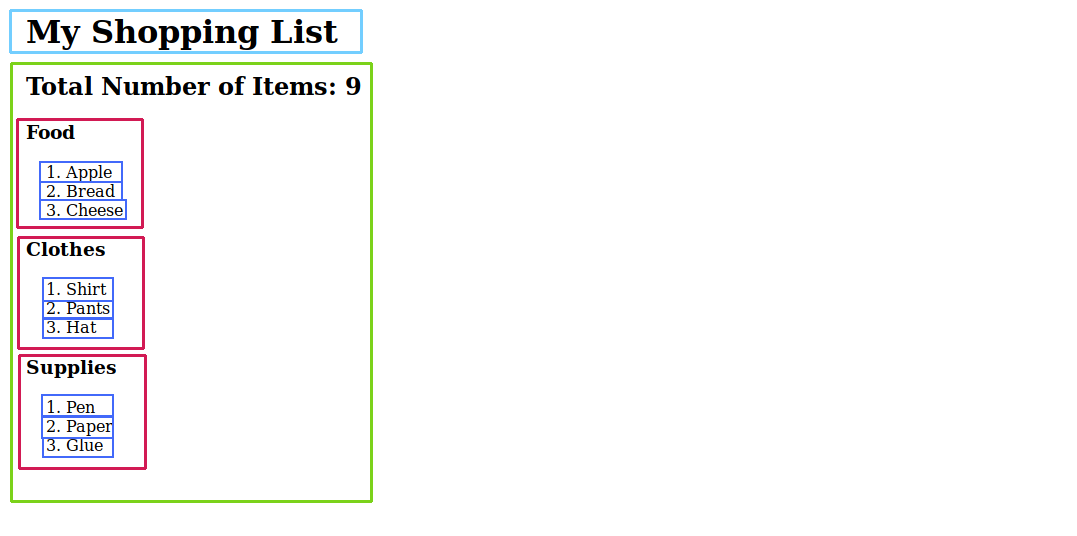 My Shopping List
Total Number of Items: 9
Food
1. Apple
2. Bread
3. Cheese
Clothes
1. Shirt
2. Pants
3. Hat
Supplies
1. Pen
2. Paper
3. Glue